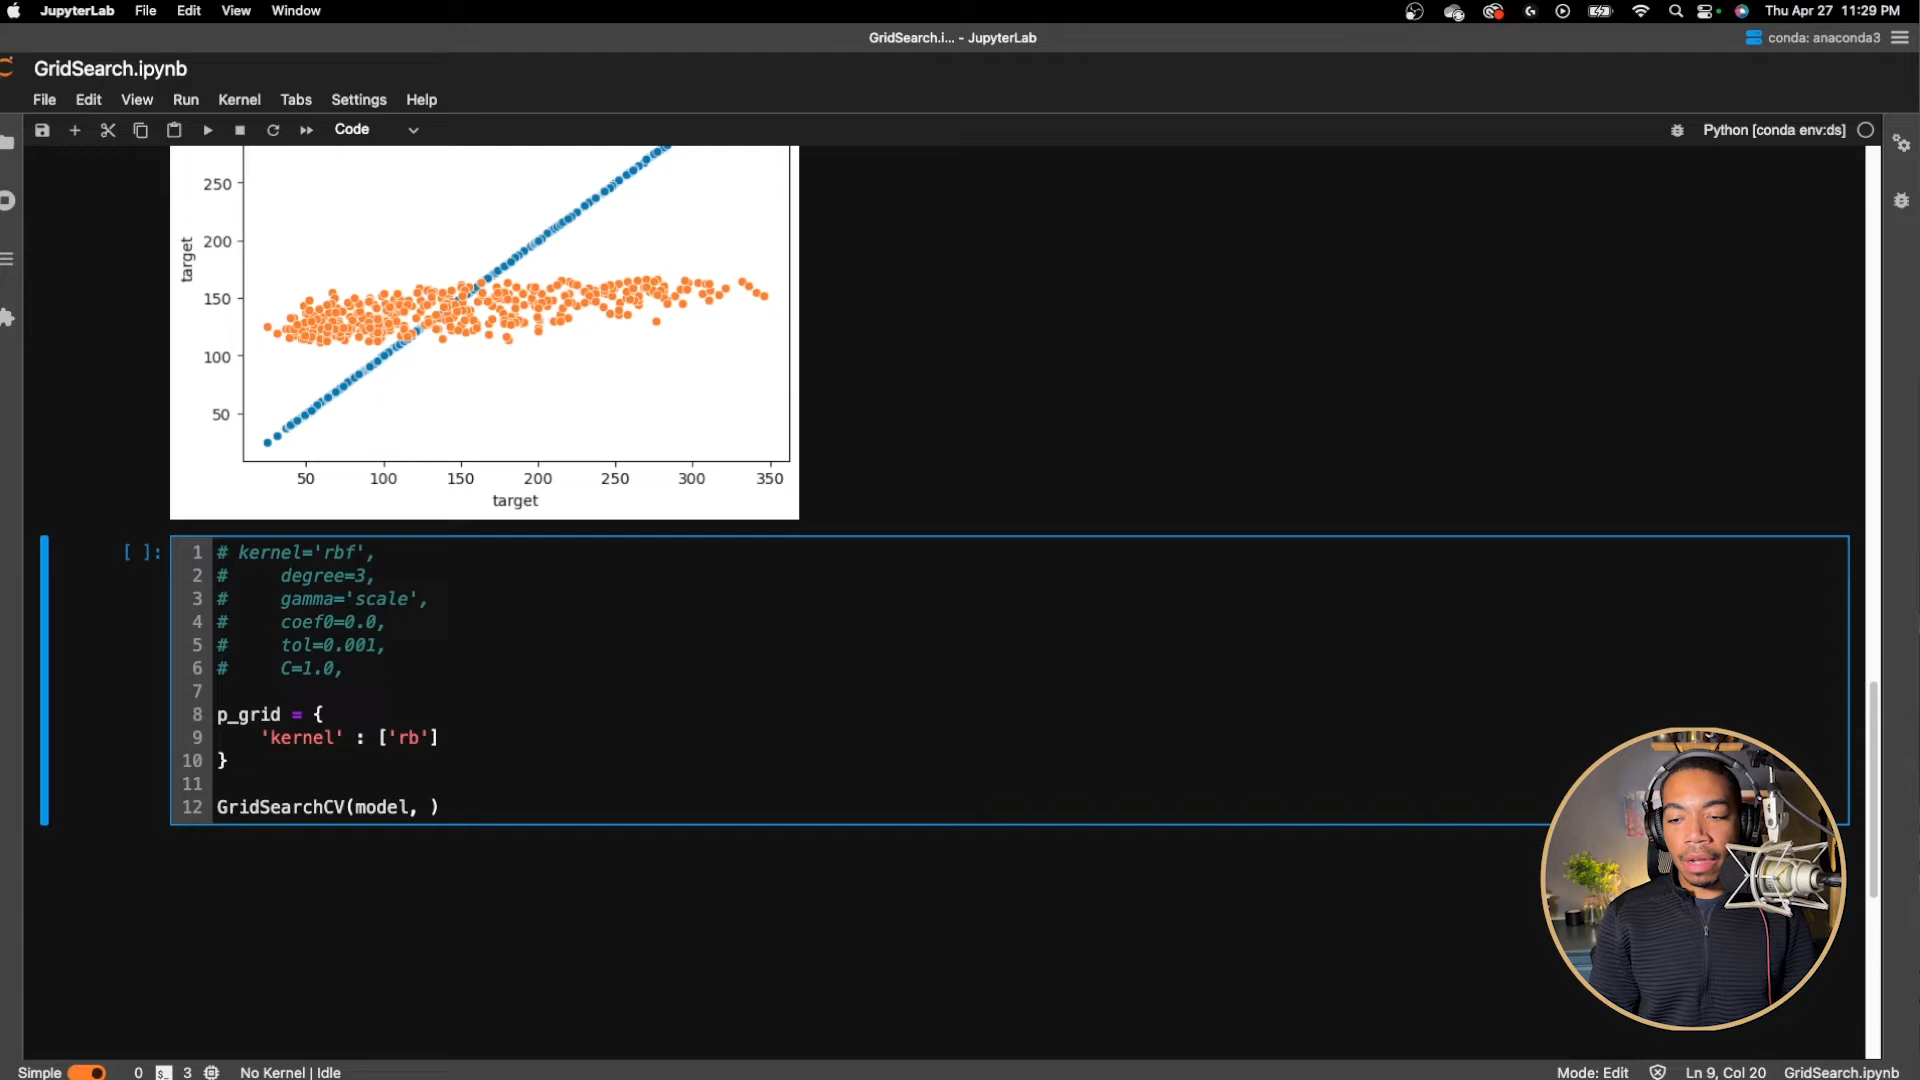 JupyterLab File Edit View Window Thu Apr 27 11:29 PM
GridSearch.i... - JupyterLab conda: anaconda3
GridSearch.ipynb
File Edit View Run Kernel Tabs Settings Help
Code Python [conda env:ds]
250
200
150
100
50
target
50 100 150 200 250 300 350
target
[ ]:
1 # kernel='rbf',
2 #     degree=3,
3 #     gamma='scale',
4 #     coef0=0.0,
5 #     tol=0.001,
6 #     C=1.0,
7
8 p_grid = {
9     'kernel' : ['rb']
10 }
11
12 GridSearchCV(model, )
Simple 0 $_ 3 No Kernel | Idle Mode: Edit Ln 9, Col 20 GridSearch.ipynb